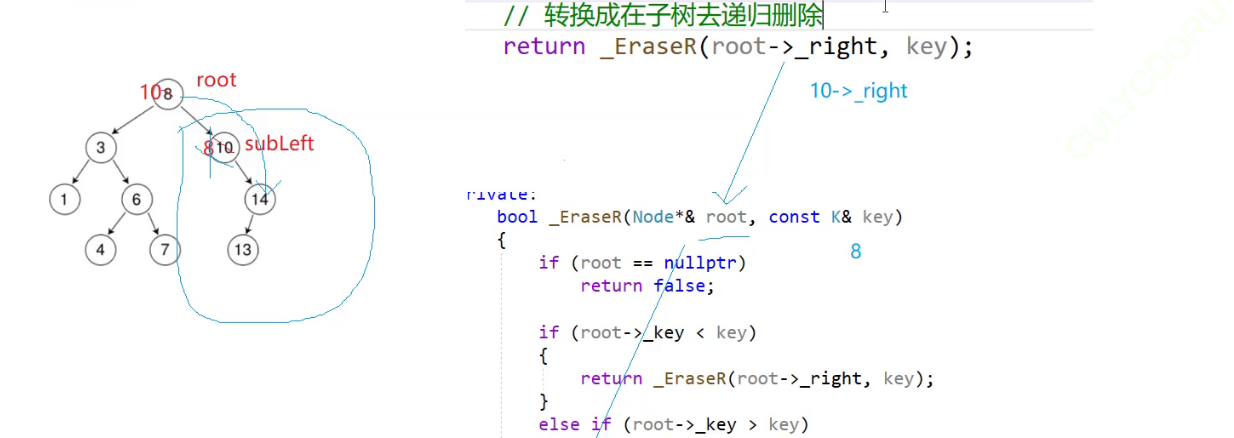 // 转换成在子树去递归删除
return _EraseR(root->_right, key);
10->_right
root
10 8
3
8 10 subLeft
1
6
14
4
7
13
rivate:
bool _EraseR(Node*& root, const K& key)
{
8
if (root == nullptr)
return false;
if (root->_key < key)
{
return _EraseR(root->_right, key);
}
else if (root->_key > key)
CULYCDQRU